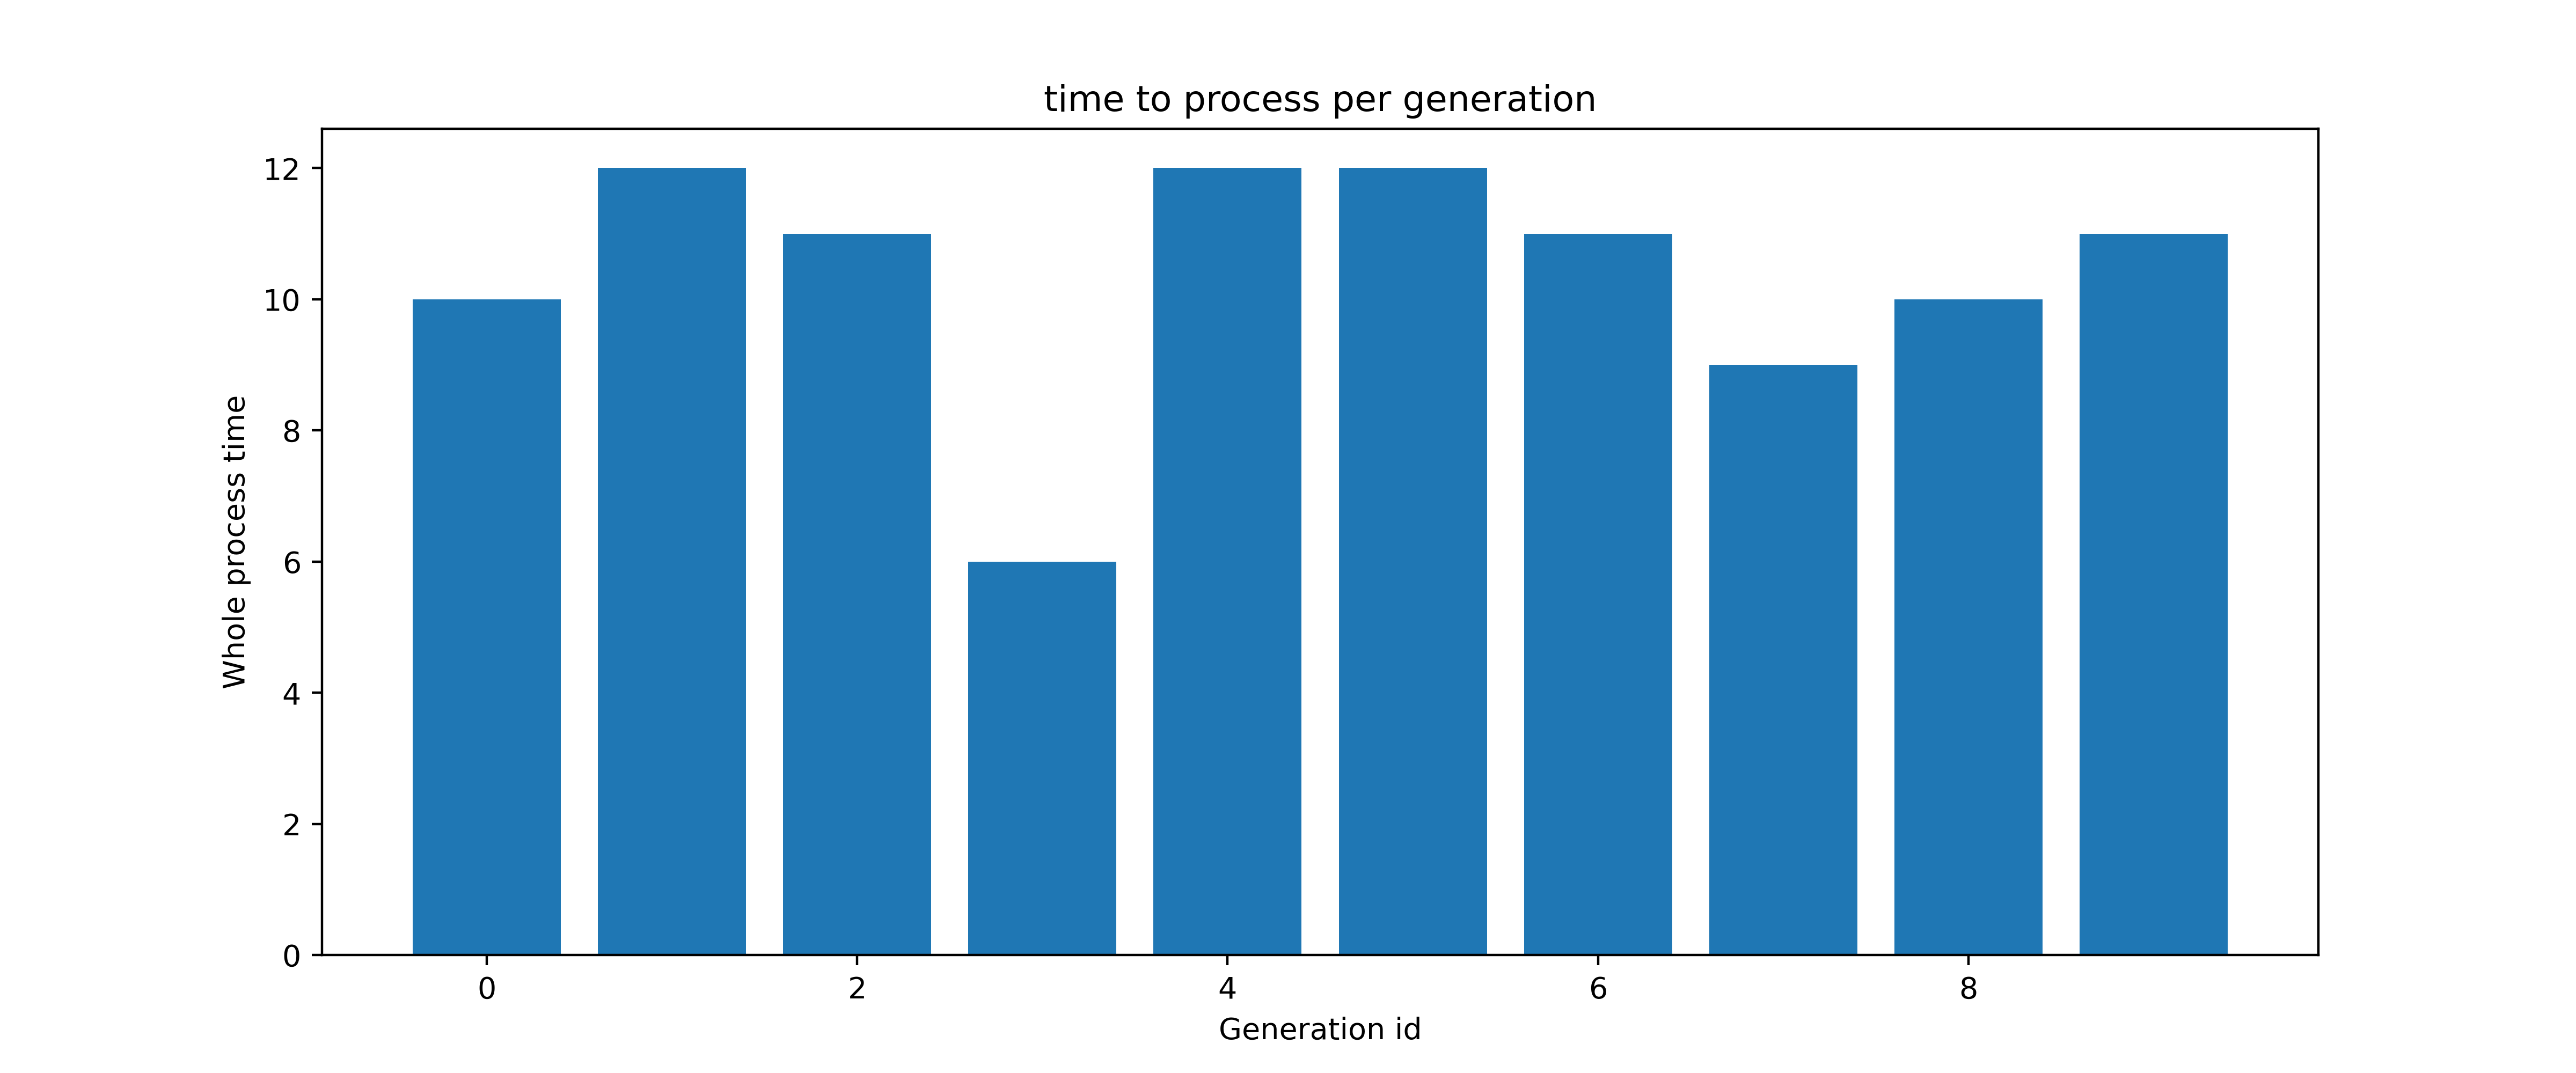 time to process per generation
12
10
8
6
4
2
0
Whole process time
0 2 4 6 8
Generation id